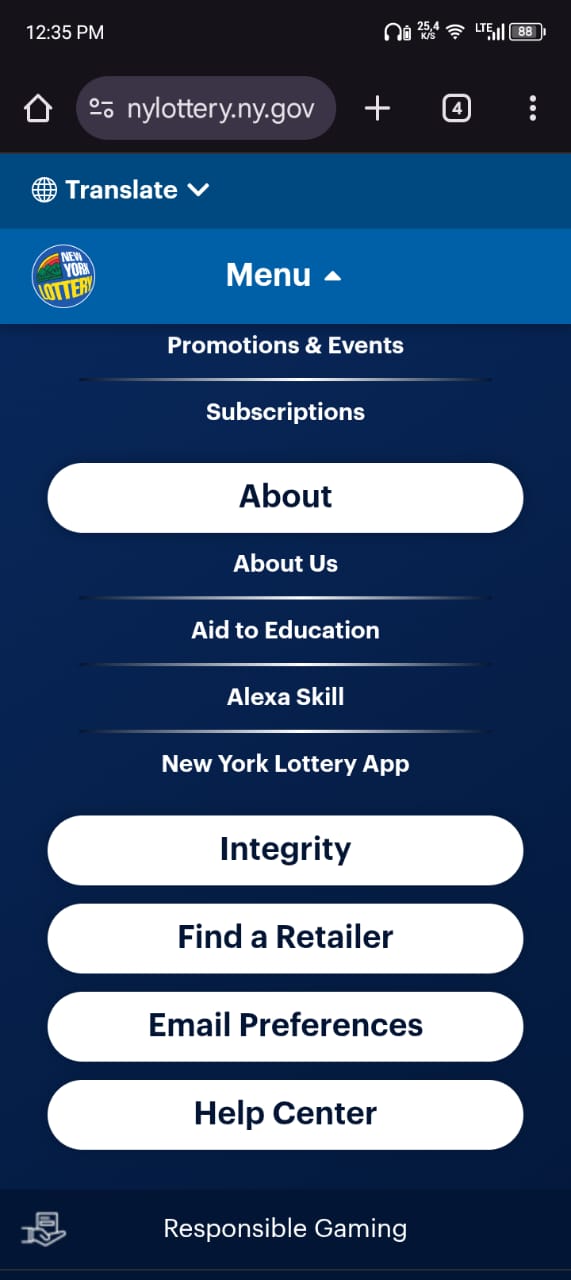 12:35 PM
25,4
K/S
LTE
88
nylottery.ny.gov
4
Translate
NEW
YORK
LOTTERY
Menu
Promotions & Events
Subscriptions
About
About Us
Aid to Education
Alexa Skill
New York Lottery App
Integrity
Find a Retailer
Email Preferences
Help Center
Responsible Gaming